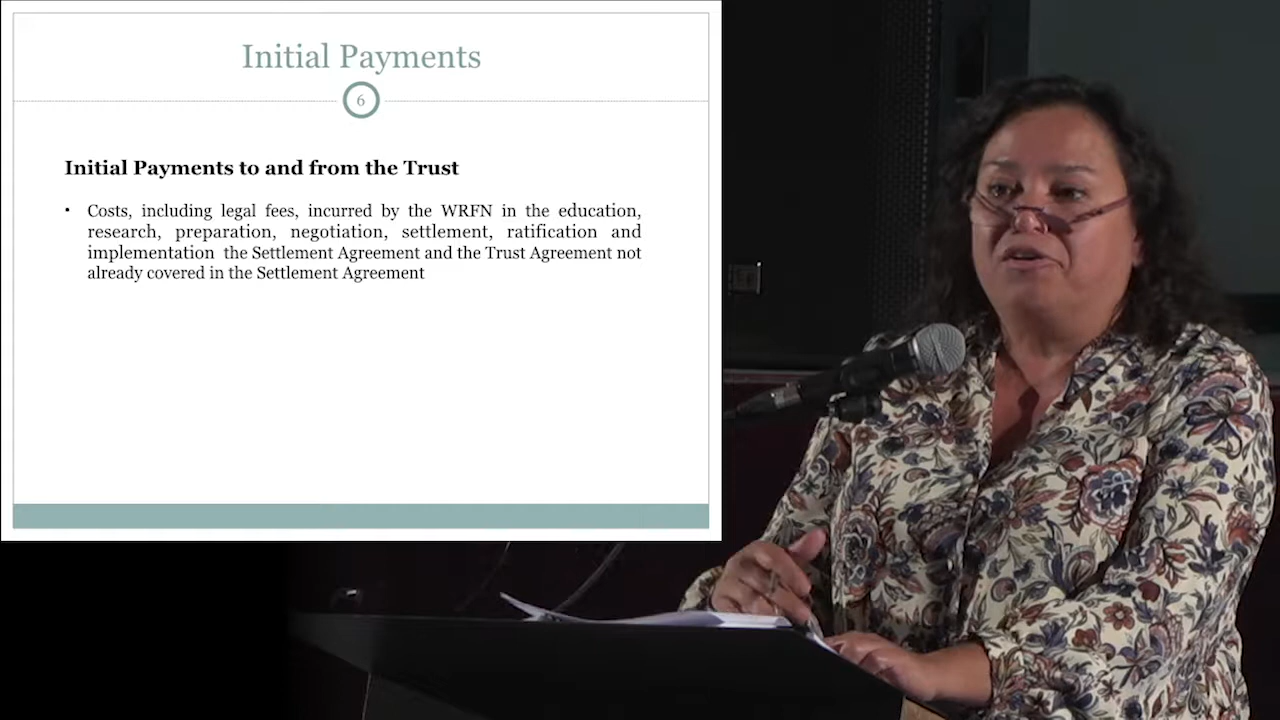 Initial Payments
6
Initial Payments to and from the Trust
• Costs, including legal fees, incurred by the WRFN in the education,
research, preparation, negotiation, settlement, ratification and
implementation the Settlement Agreement and the Trust Agreement not
already covered in the Settlement Agreement